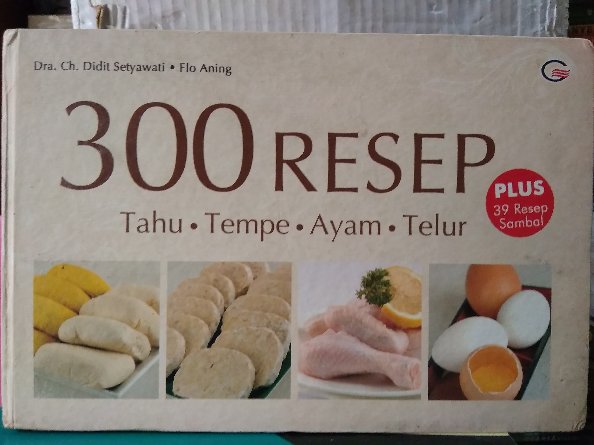 Dra. Ch. Didit Setyawati • Flo Aning
300 RESEP
Tahu • Tempe • Ayam • Telur
PLUS
39 Resep
Sambal